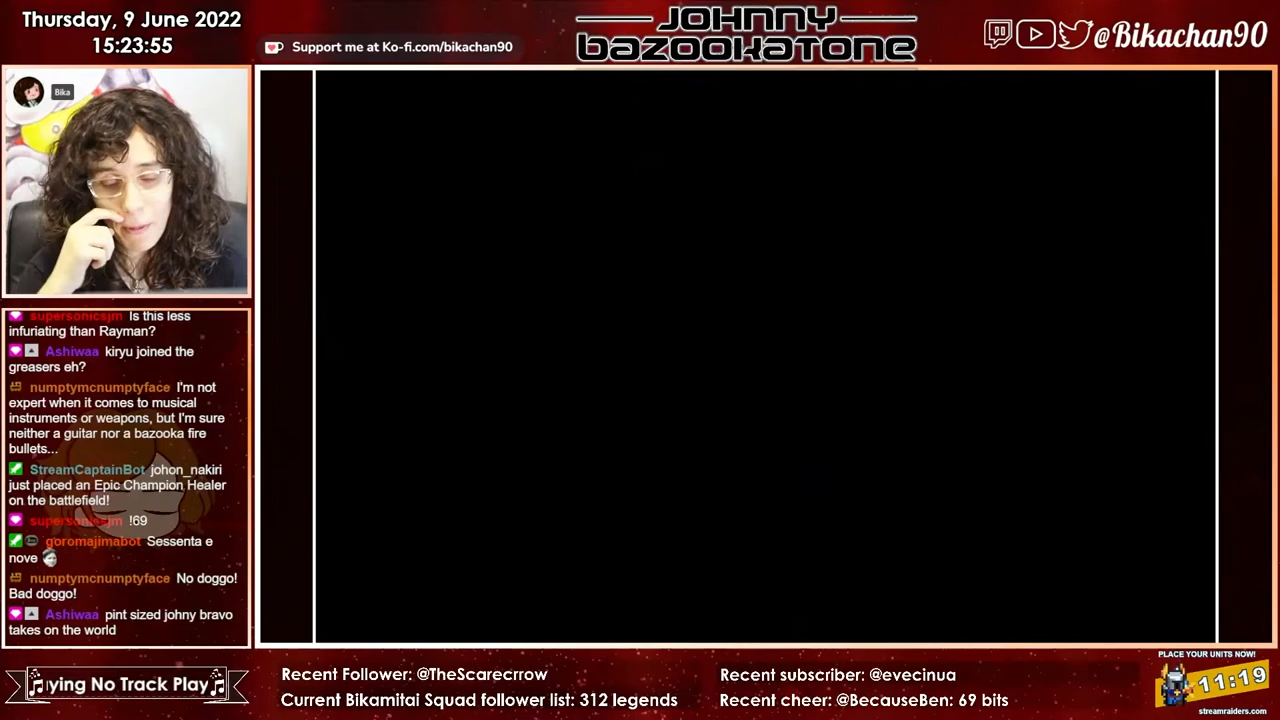 Thursday, 9 June 2022
15:23:55
Support me at Ko-fi.com/bikachan90
JOHNNY
BAZOOKATONE
@Bikachan90
Bika
supersonicsjm Is this less
infuriating than Rayman?
Ashiwaa kiryu joined the
greasers eh?
numptymcnumptyface I'm not
expert when it comes to musical
instruments or weapons, but I'm sure
neither a guitar nor a bazooka fire
bullets...
StreamCaptainBot johon_nakiri
just placed an Epic Champion Healer
on the battlefield!
supersonicsjm !69
goromajimabot Sessenta e
nove
numptymcnumptyface No doggo!
Bad doggo!
Ashiwaa pint sized johny bravo
takes on the world
ying No Track Play
Recent Follower: @TheScarecrrow
Current Bikamitai Squad follower list: 312 legends
Recent subscriber: @evecinua
Recent cheer: @BecauseBen: 69 bits
PLACE YOUR UNITS NOW!
11:19
streamraiders.com